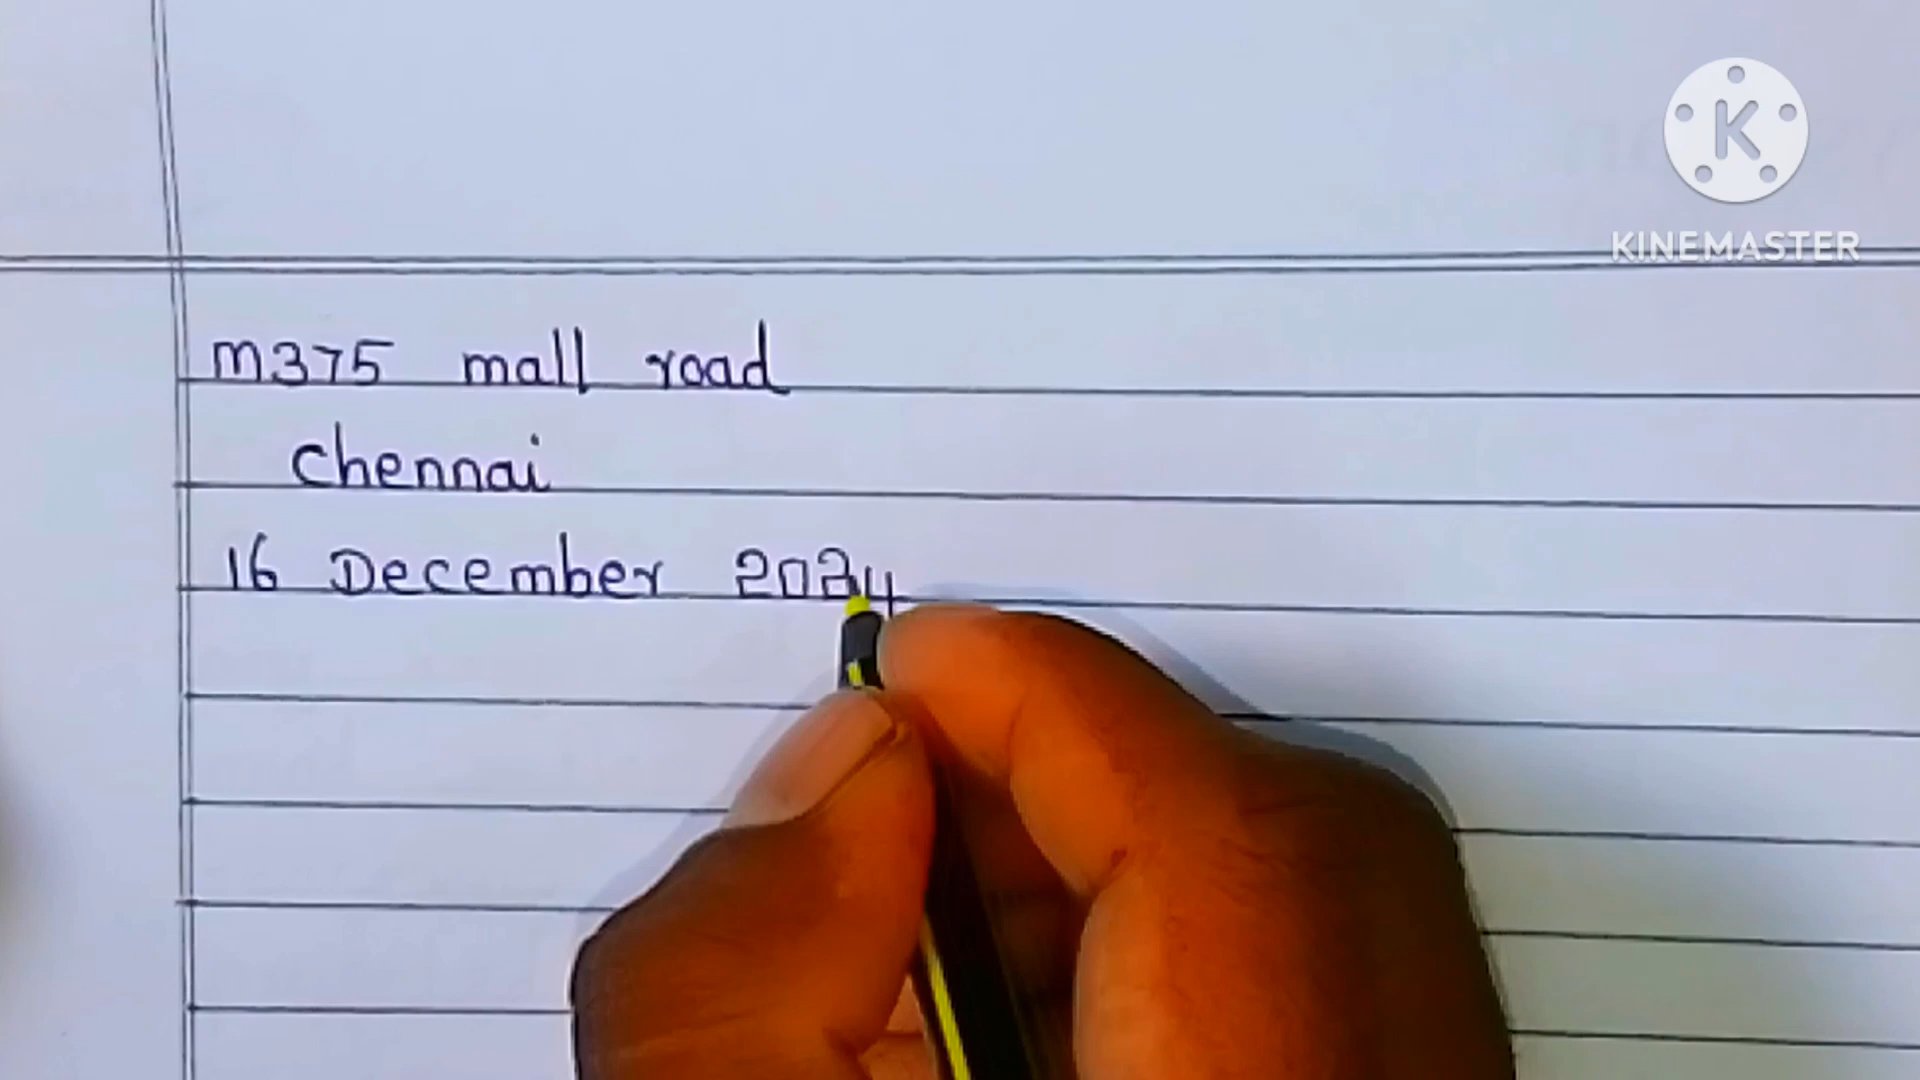 K
KINEMASTER
m375 mall road
Chennai
16 December 2024